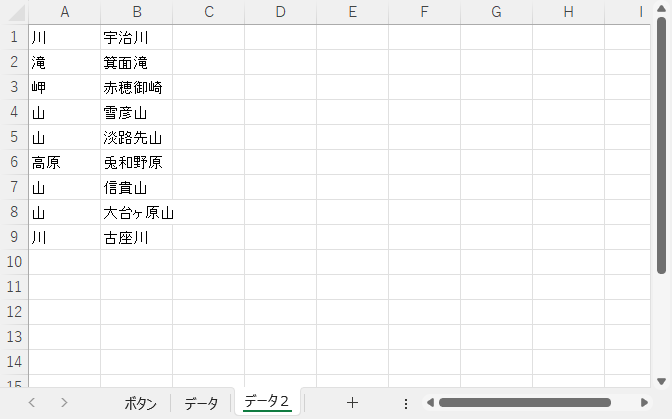 A B C D E F G H I
1 川 宇治川
2 滝 箕面滝
3 岬 赤穂御崎
4 山 雪彦山
5 山 淡路先山
6 高原 兎和野原
7 山 信貴山
8 山 大台ヶ原山
9 川 古座川
10
11
12
13
14
15
ボタン データ データ2